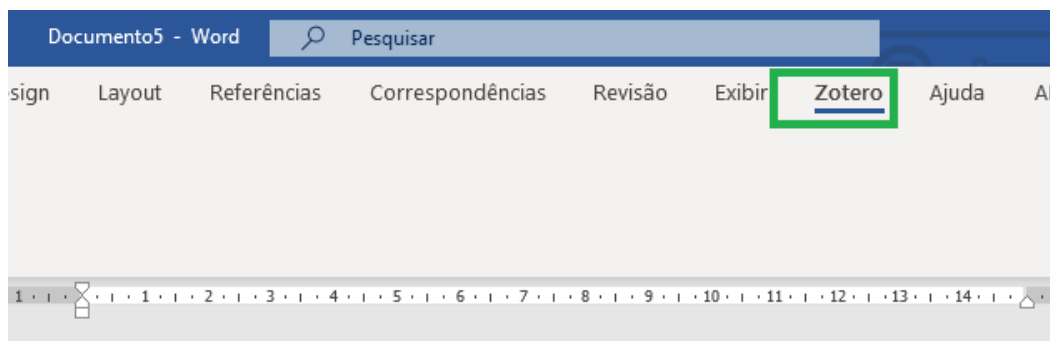 Documento5 - Word Pesquisar
sign Layout Referências Correspondências Revisão Exibir Zotero Ajuda
1 1 2 3 4 5 6 7 8 9 10 11 12 13 14